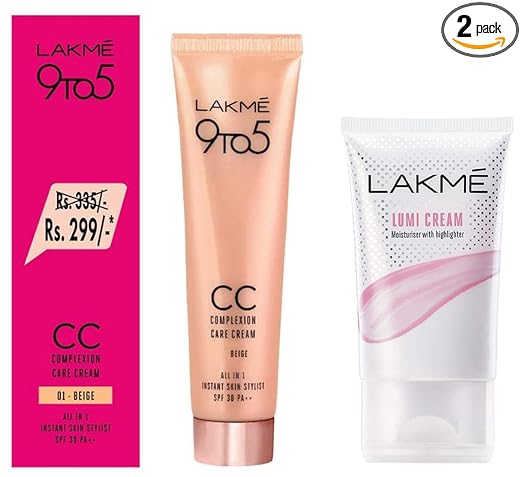 LAKMÉ
9TO5
Rs. 335/-
Rs. 299/-*
CC
COMPLEXION
CARE CREAM
01 - BEIGE
ALL IN 1
INSTANT SKIN STYLIST
SPF 30 PA++
LAKMÉ
9TO5
CC
COMPLEXION
CARE CREAM
BEIGE
ALL IN 1
INSTANT SKIN STYLIST
SPF 30 PA++
2 pack
LAKMÉ
LUMI CREAM
Moisturiser with highlighter